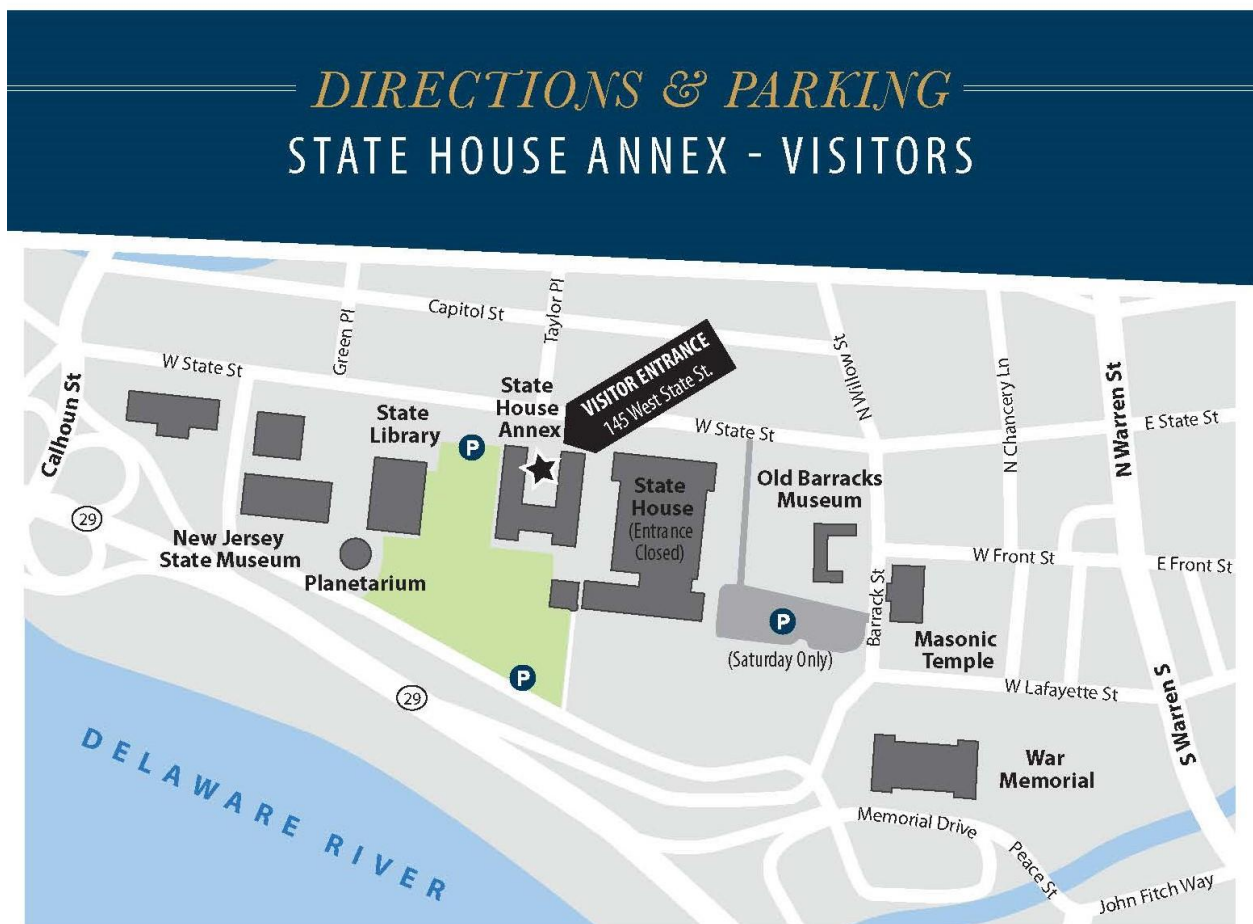 DIRECTIONS & PARKING
STATE HOUSE ANNEX - VISITORS
Calhoun St
W State St
Green Pl
Capitol St
Taylor Pl
VISITOR ENTRANCE
145 West State St.
State
House
Annex
State
Library
P
W State St
N Willow St
N Chancery Ln
N Warren St
E State St
State
House
(Entrance
Closed)
Old Barracks
Museum
29
New Jersey
State Museum
Planetarium
W Front St
E Front St
Barrack St
P
(Saturday Only)
Masonic
Temple
P
29
W Lafayette St
S Warren S
War
Memorial
DELAWARE RIVER
Memorial Drive
Peace St
John Fitch Way